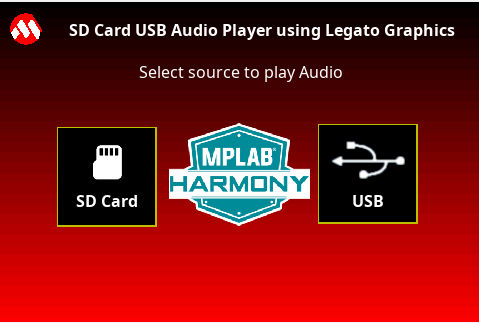 SD Card USB Audio Player using Legato Graphics
Select source to play Audio
MPLAB®
HARMONY
SD Card
USB